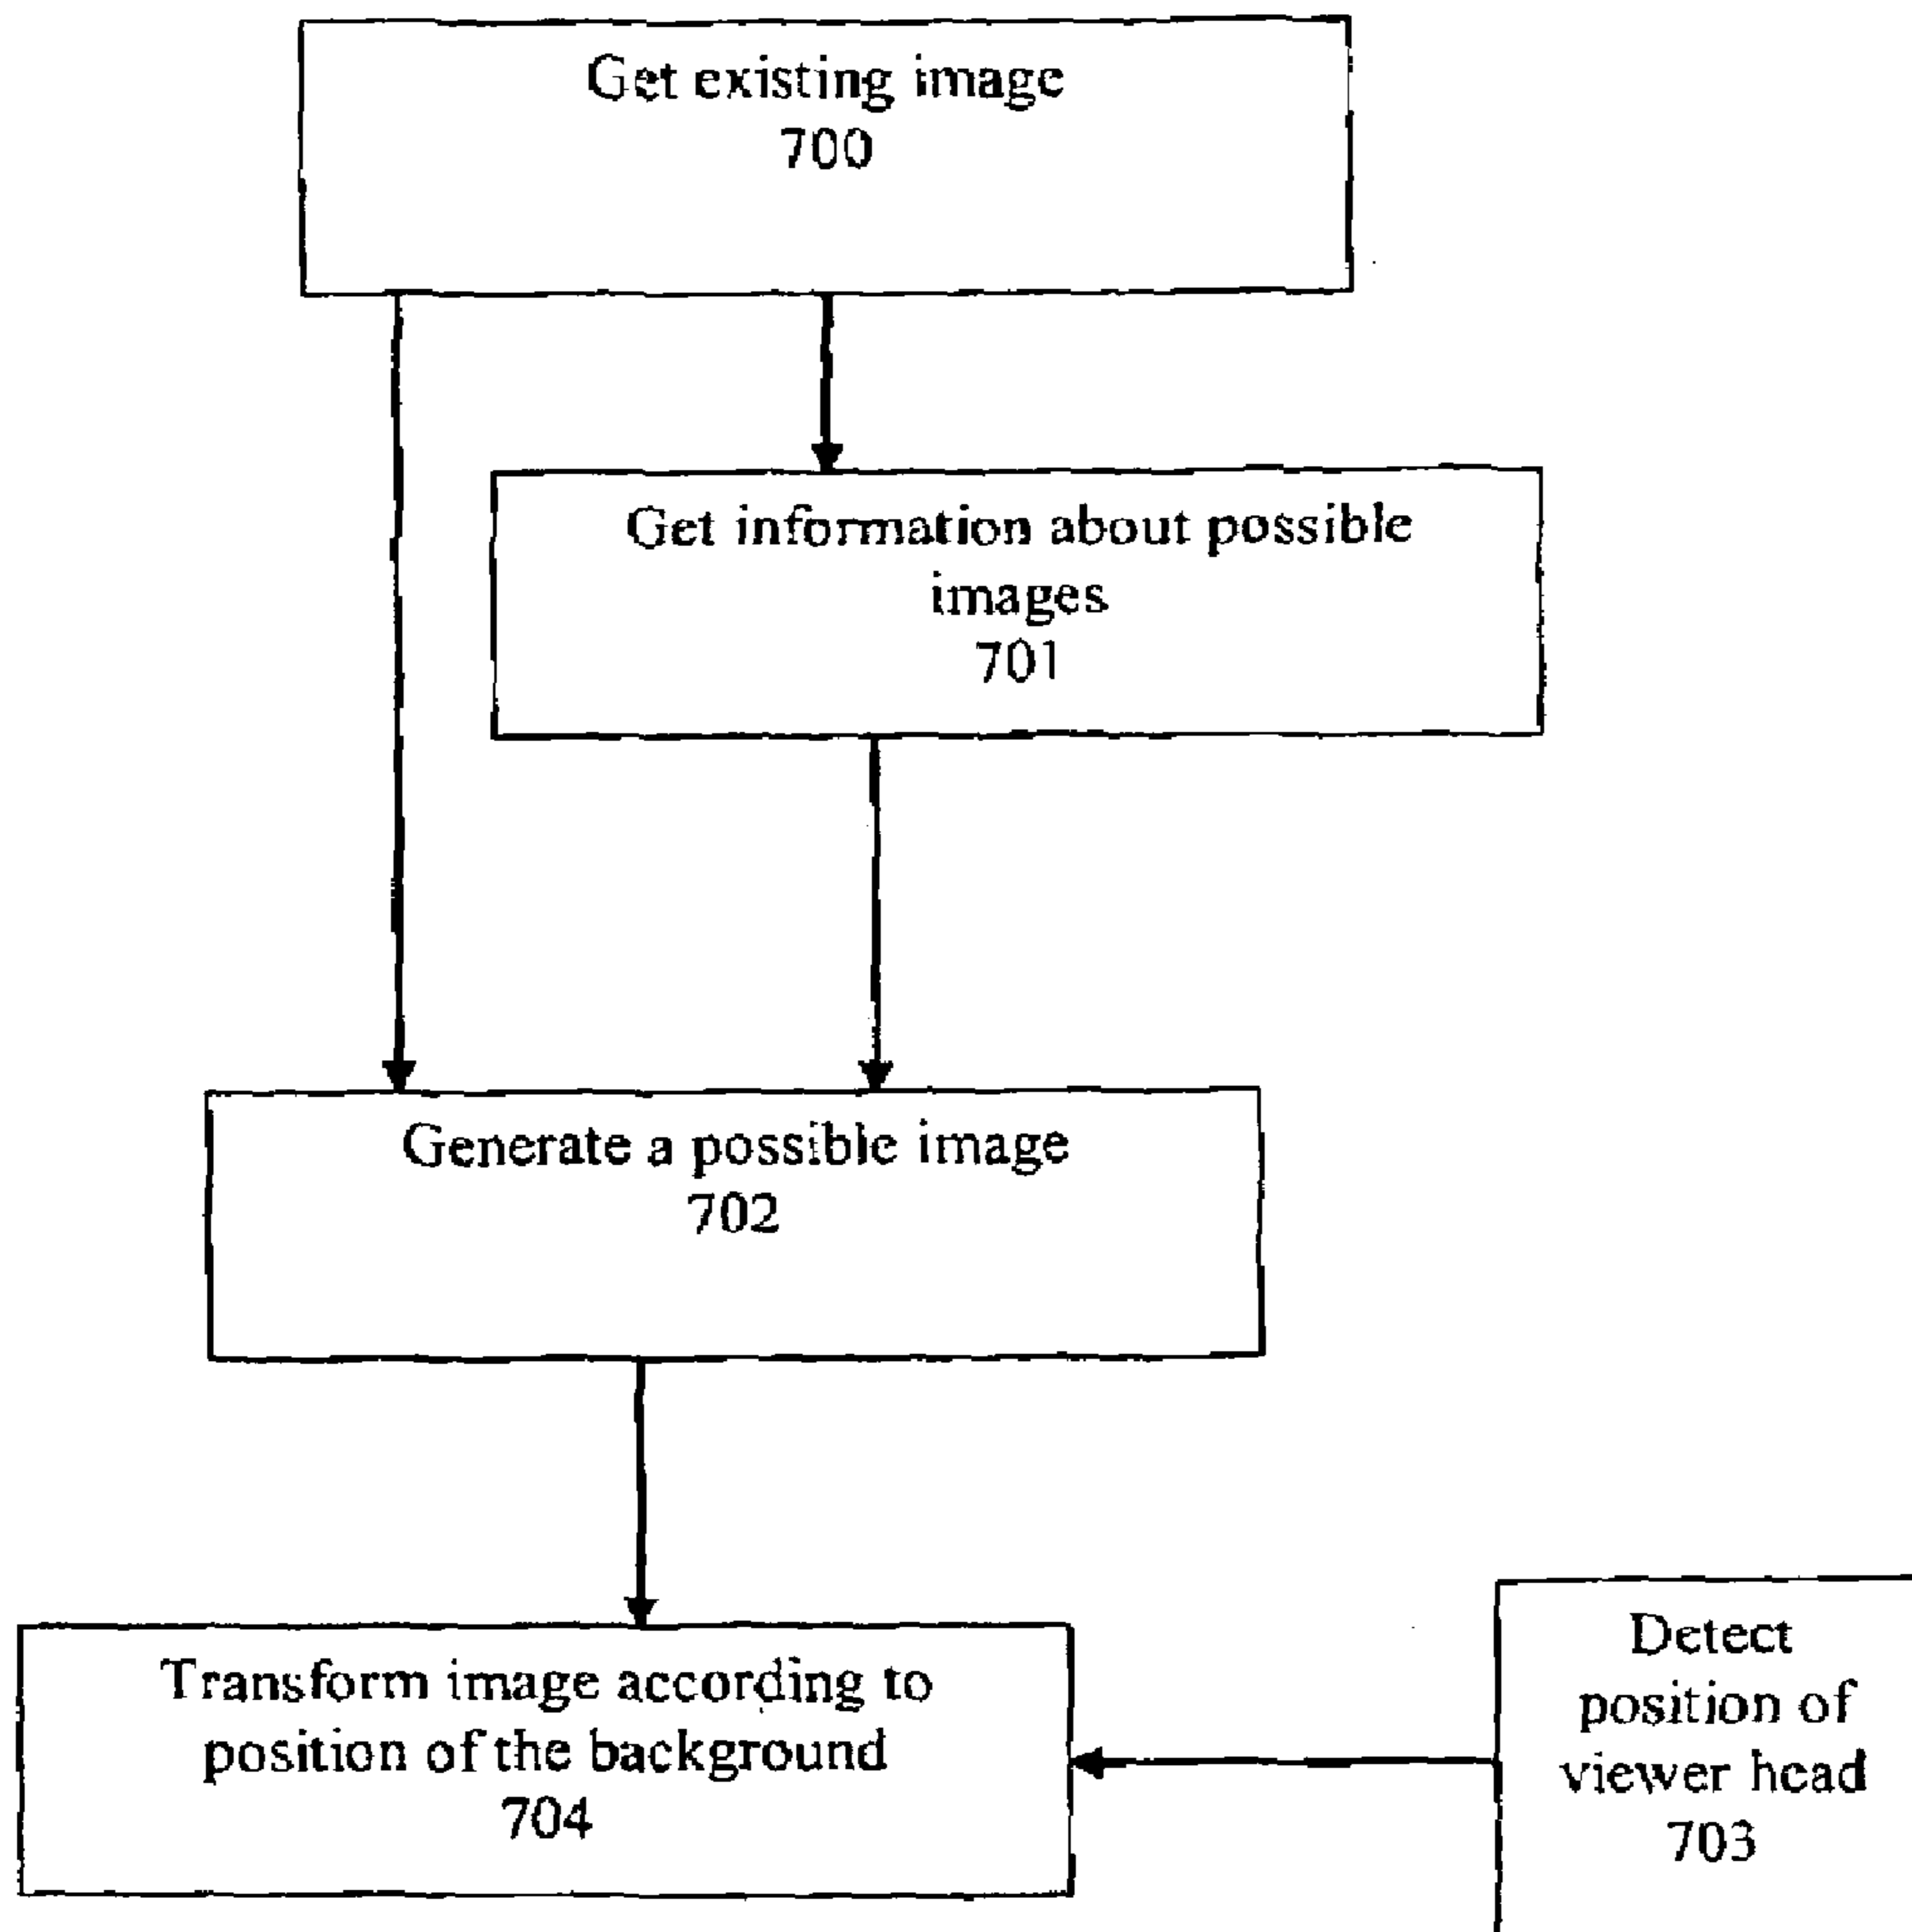 Get existing image
700
Get information about possible
images
701
Generate a possible image
702
Transform image according to
position of the background
704
Detect
position of
viewer head
703